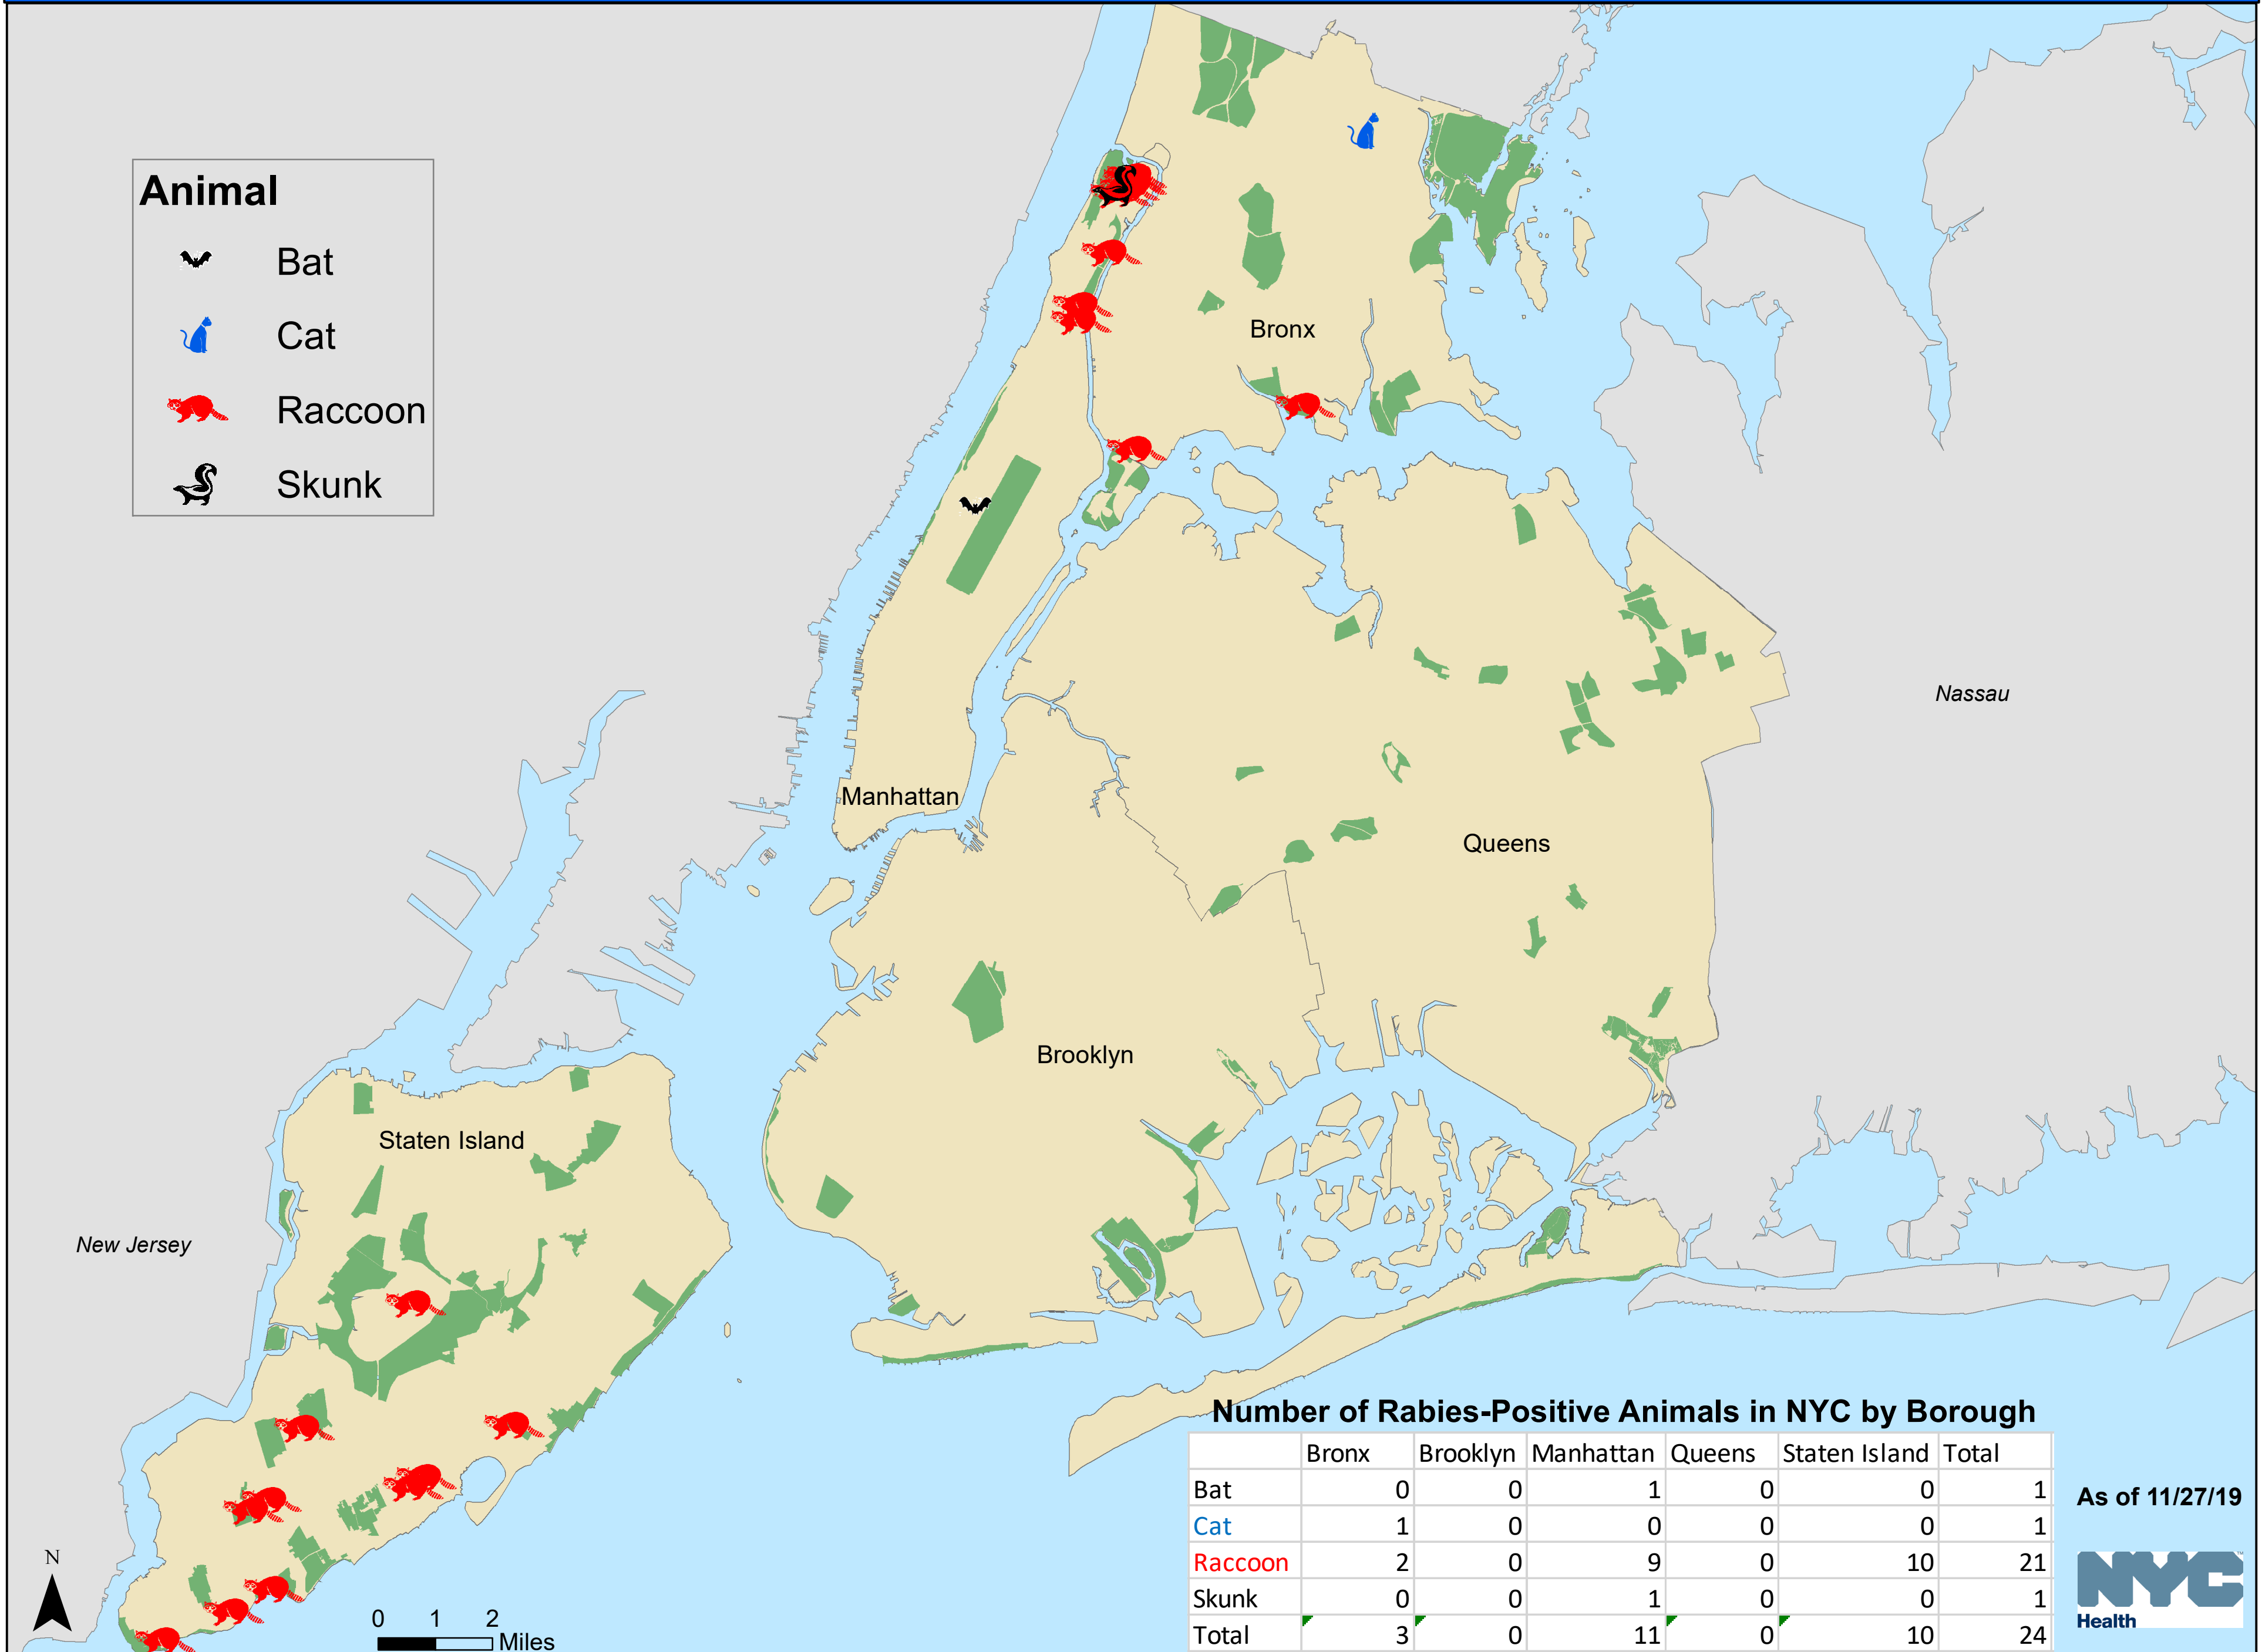 Animal
Bat
Cat
Raccoon
Skunk
Bronx
Manhattan
Nassau
Queens
Brooklyn
Staten Island
New Jersey
Number of Rabies-Positive Animals in NYC by Borough
Bronx Brooklyn Manhattan Queens Staten Island Total
Bat 0 0 1 0 0 1
Cat 1 0 0 0 0 1
Raccoon 2 0 9 0 10 21
Skunk 0 0 1 0 0 1
Total 3 0 11 0 10 24
As of 11/27/19
NYC
Health
N
0 1 2
Miles